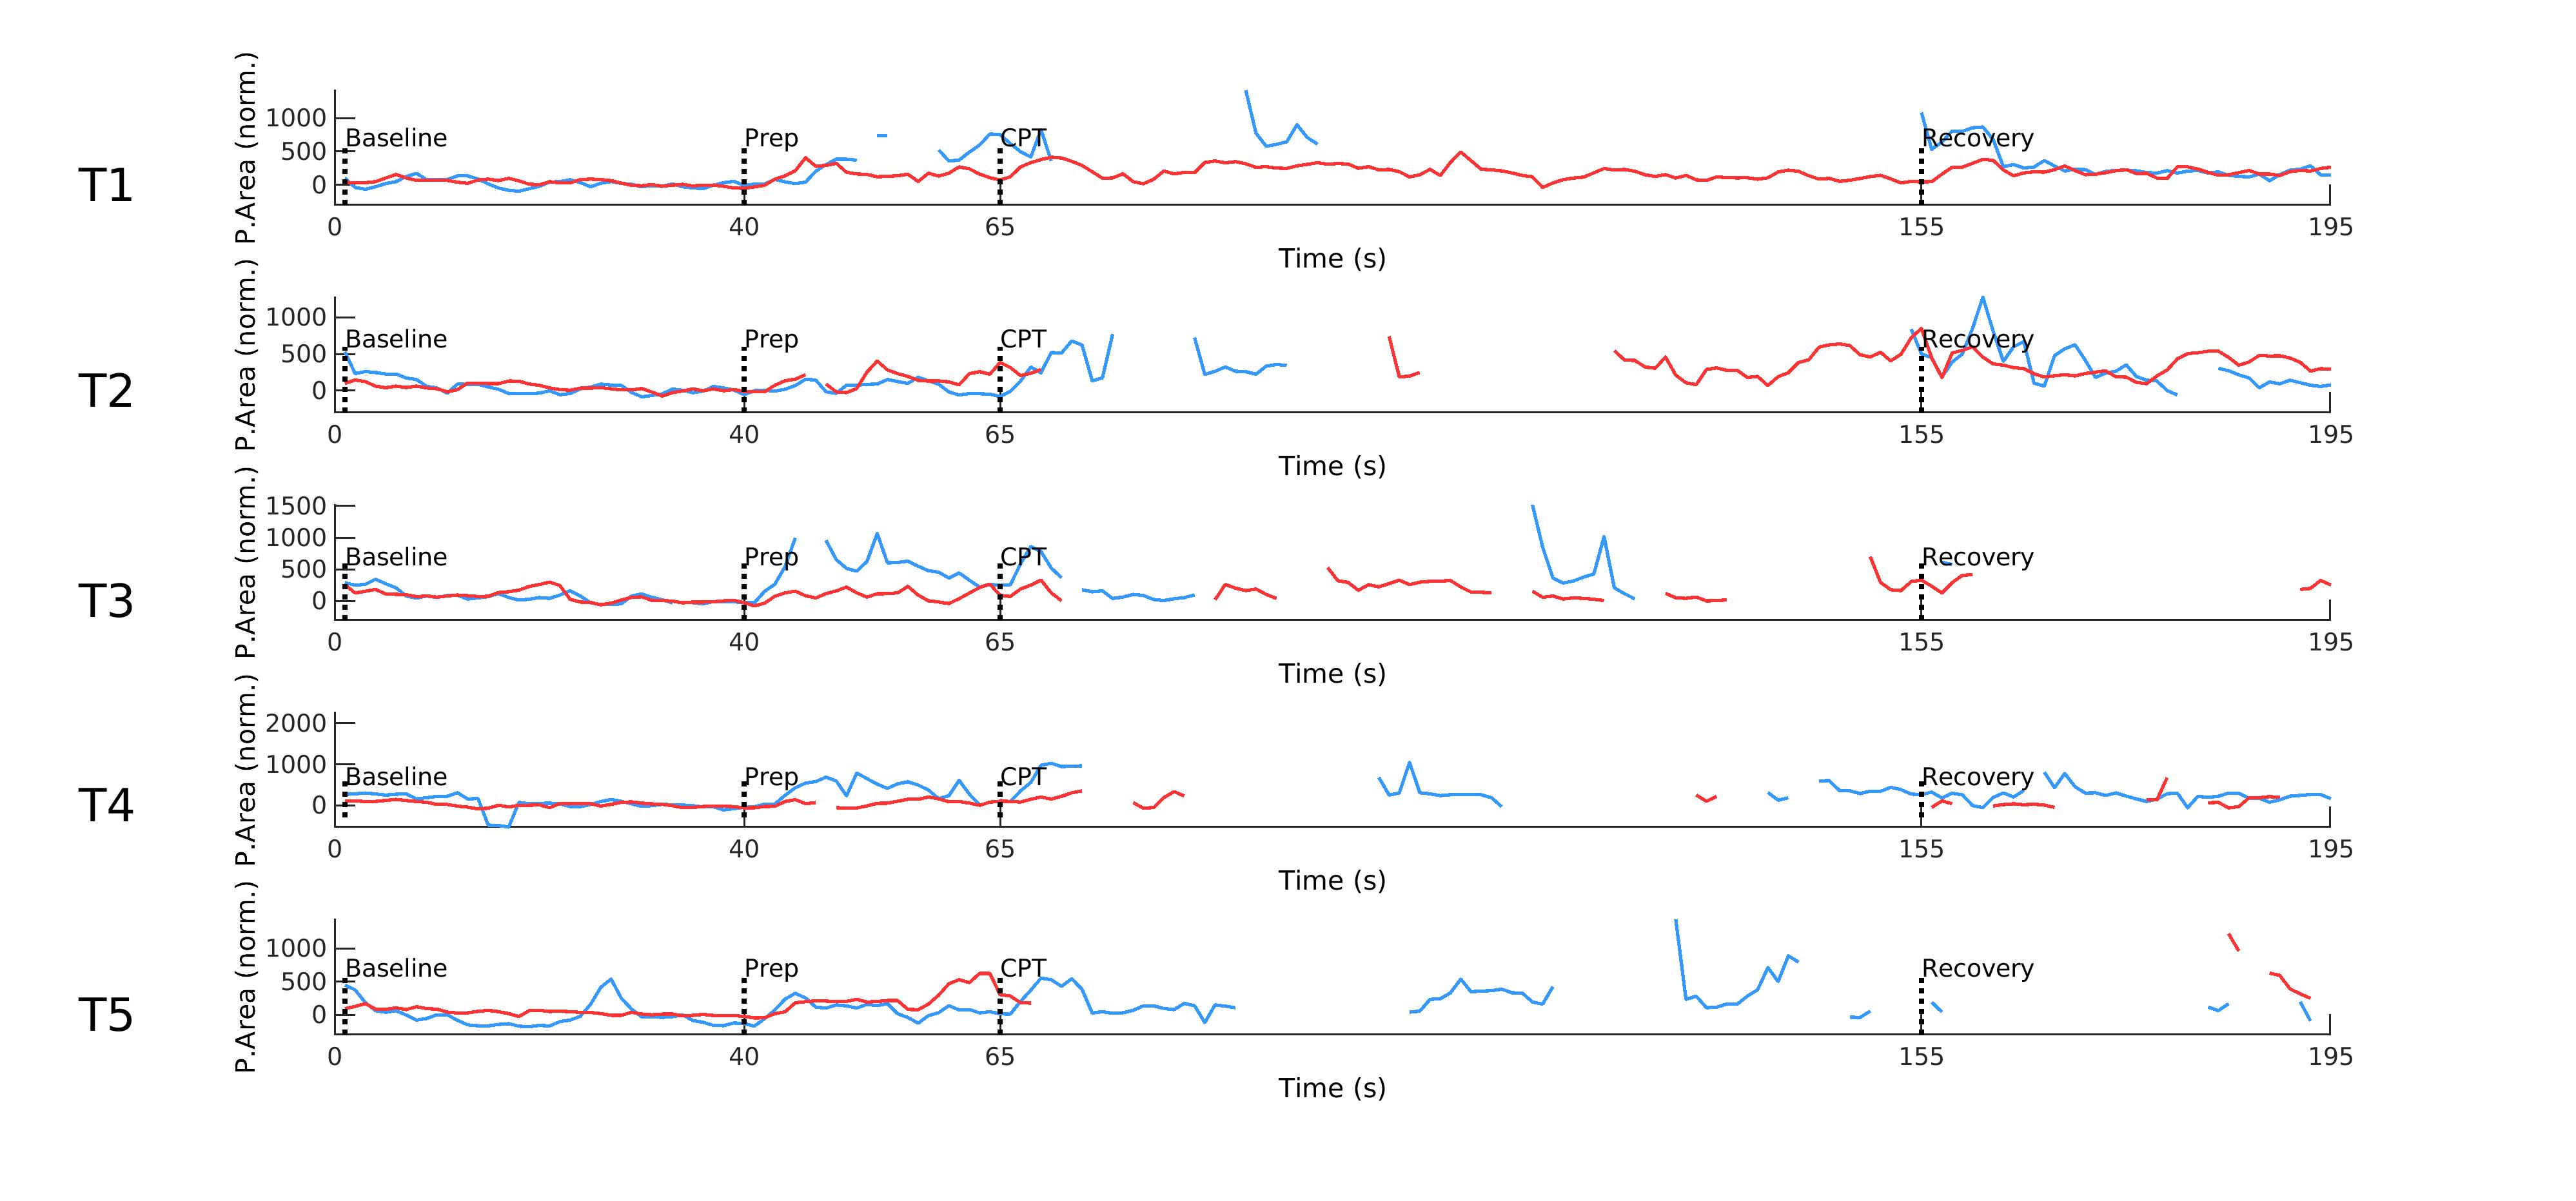 T1
P.Area (norm.)
1000
500
0
Baseline
Prep
CPT
Recovery
0
40
65
155
195
Time (s)
T2
P.Area (norm.)
1000
500
0
Baseline
Prep
CPT
Recovery
0
40
65
155
195
Time (s)
T3
P.Area (norm.)
1500
1000
500
0
Baseline
Prep
CPT
Recovery
0
40
65
155
195
Time (s)
T4
P.Area (norm.)
2000
1000
0
Baseline
Prep
CPT
Recovery
0
40
65
155
195
Time (s)
T5
P.Area (norm.)
1000
500
0
Baseline
Prep
CPT
Recovery
0
40
65
155
195
Time (s)